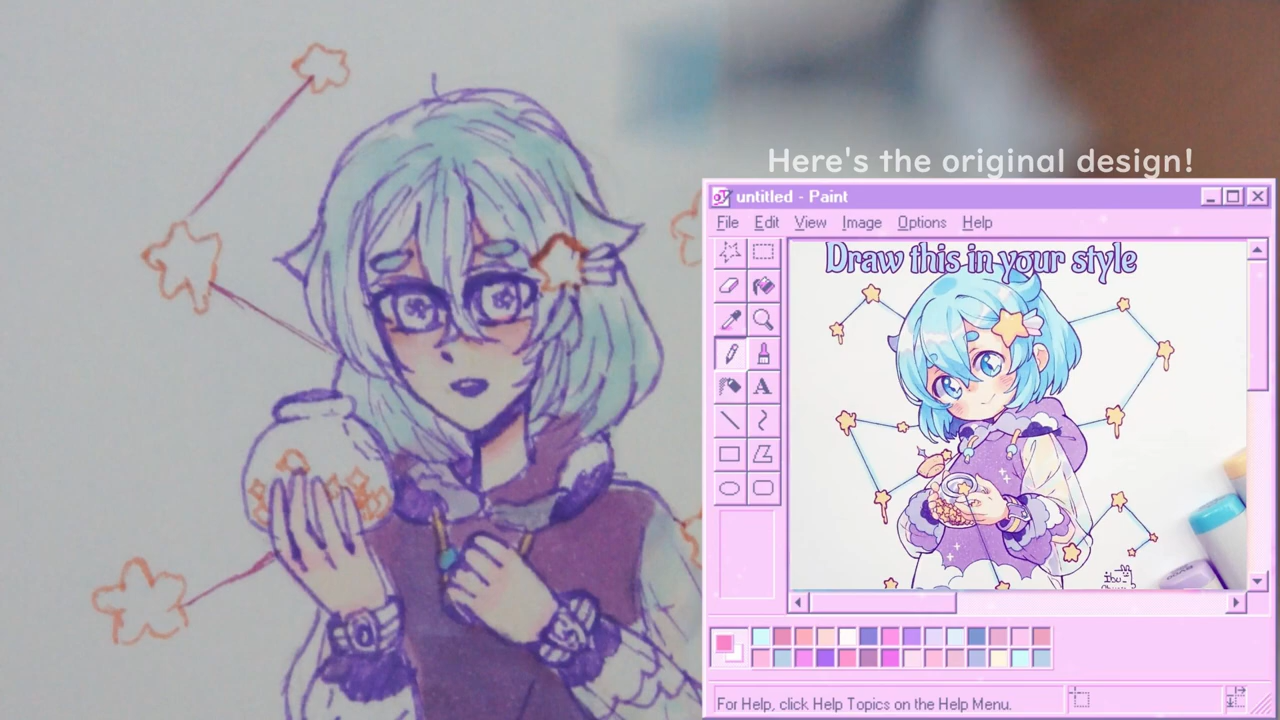 Here's the original design!
untitled - Paint
File Edit View Image Options Help
Draw this in your style
A
For Help, click Help Topics on the Help Menu.